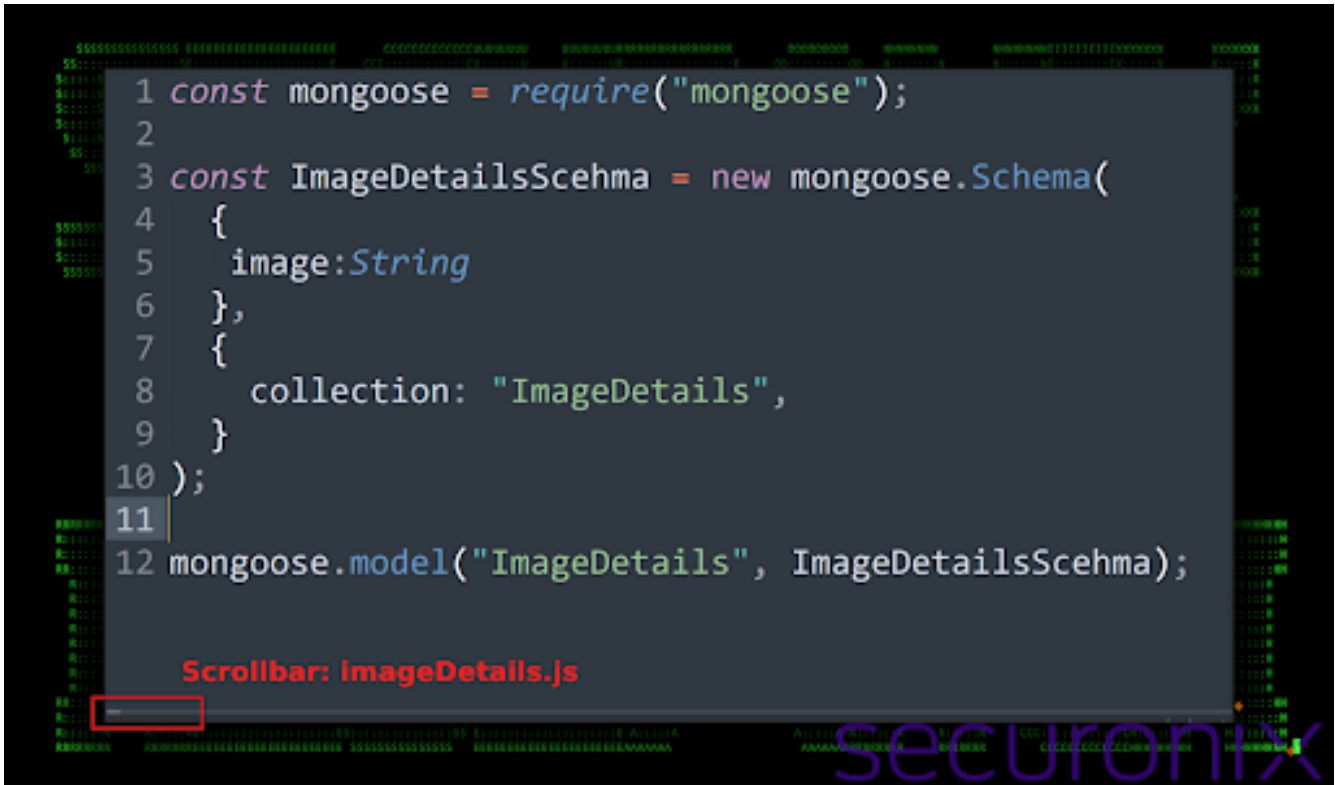 1 const mongoose = require("mongoose");
2
3 const ImageDetailsScehma = new mongoose.Schema(
4 {
5 image:String
6 },
7 {
8 collection: "ImageDetails",
9 }
10 );
11
12 mongoose.model("ImageDetails", ImageDetailsScehma);
Scrollbar: imageDetails.js
securonix